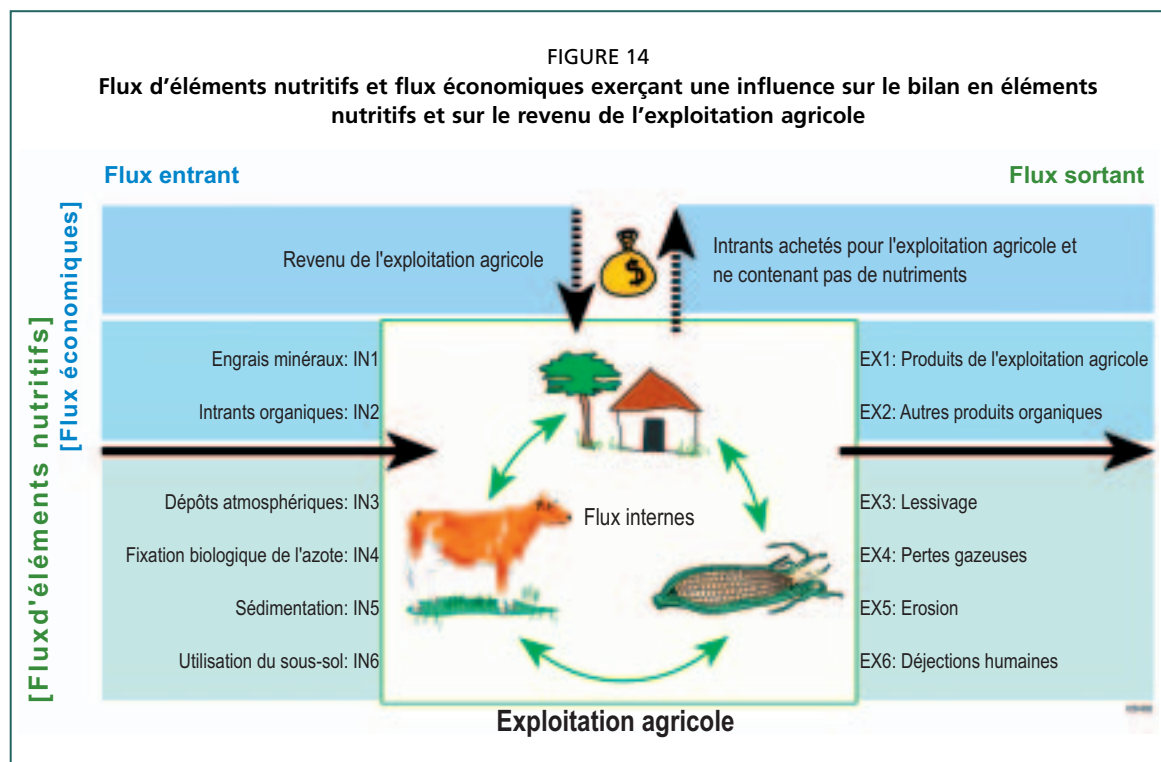 FIGURE 14
Flux d'éléments nutritifs et flux économiques exerçant une influence sur le bilan en éléments
nutritifs et sur le revenu de l'exploitation agricole
Flux entrant
Flux sortant
[Flux économiques]
[Fluxd'éléments nutritifs]
Revenu de l'exploitation agricole
$
Intrants achetés pour l'exploitation agricole et
ne contenant pas de nutriments
Engrais minéraux: IN1
Intrants organiques: IN2
EX1: Produits de l'exploitation agricole
EX2: Autres produits organiques
Dépôts atmosphériques: IN3
Fixation biologique de l'azote: IN4
Sédimentation: IN5
Utilisation du sous-sol: IN6
Flux internes
EX3: Lessivage
EX4: Pertes gazeuses
EX5: Erosion
EX6: Déjections humaines
Exploitation agricole